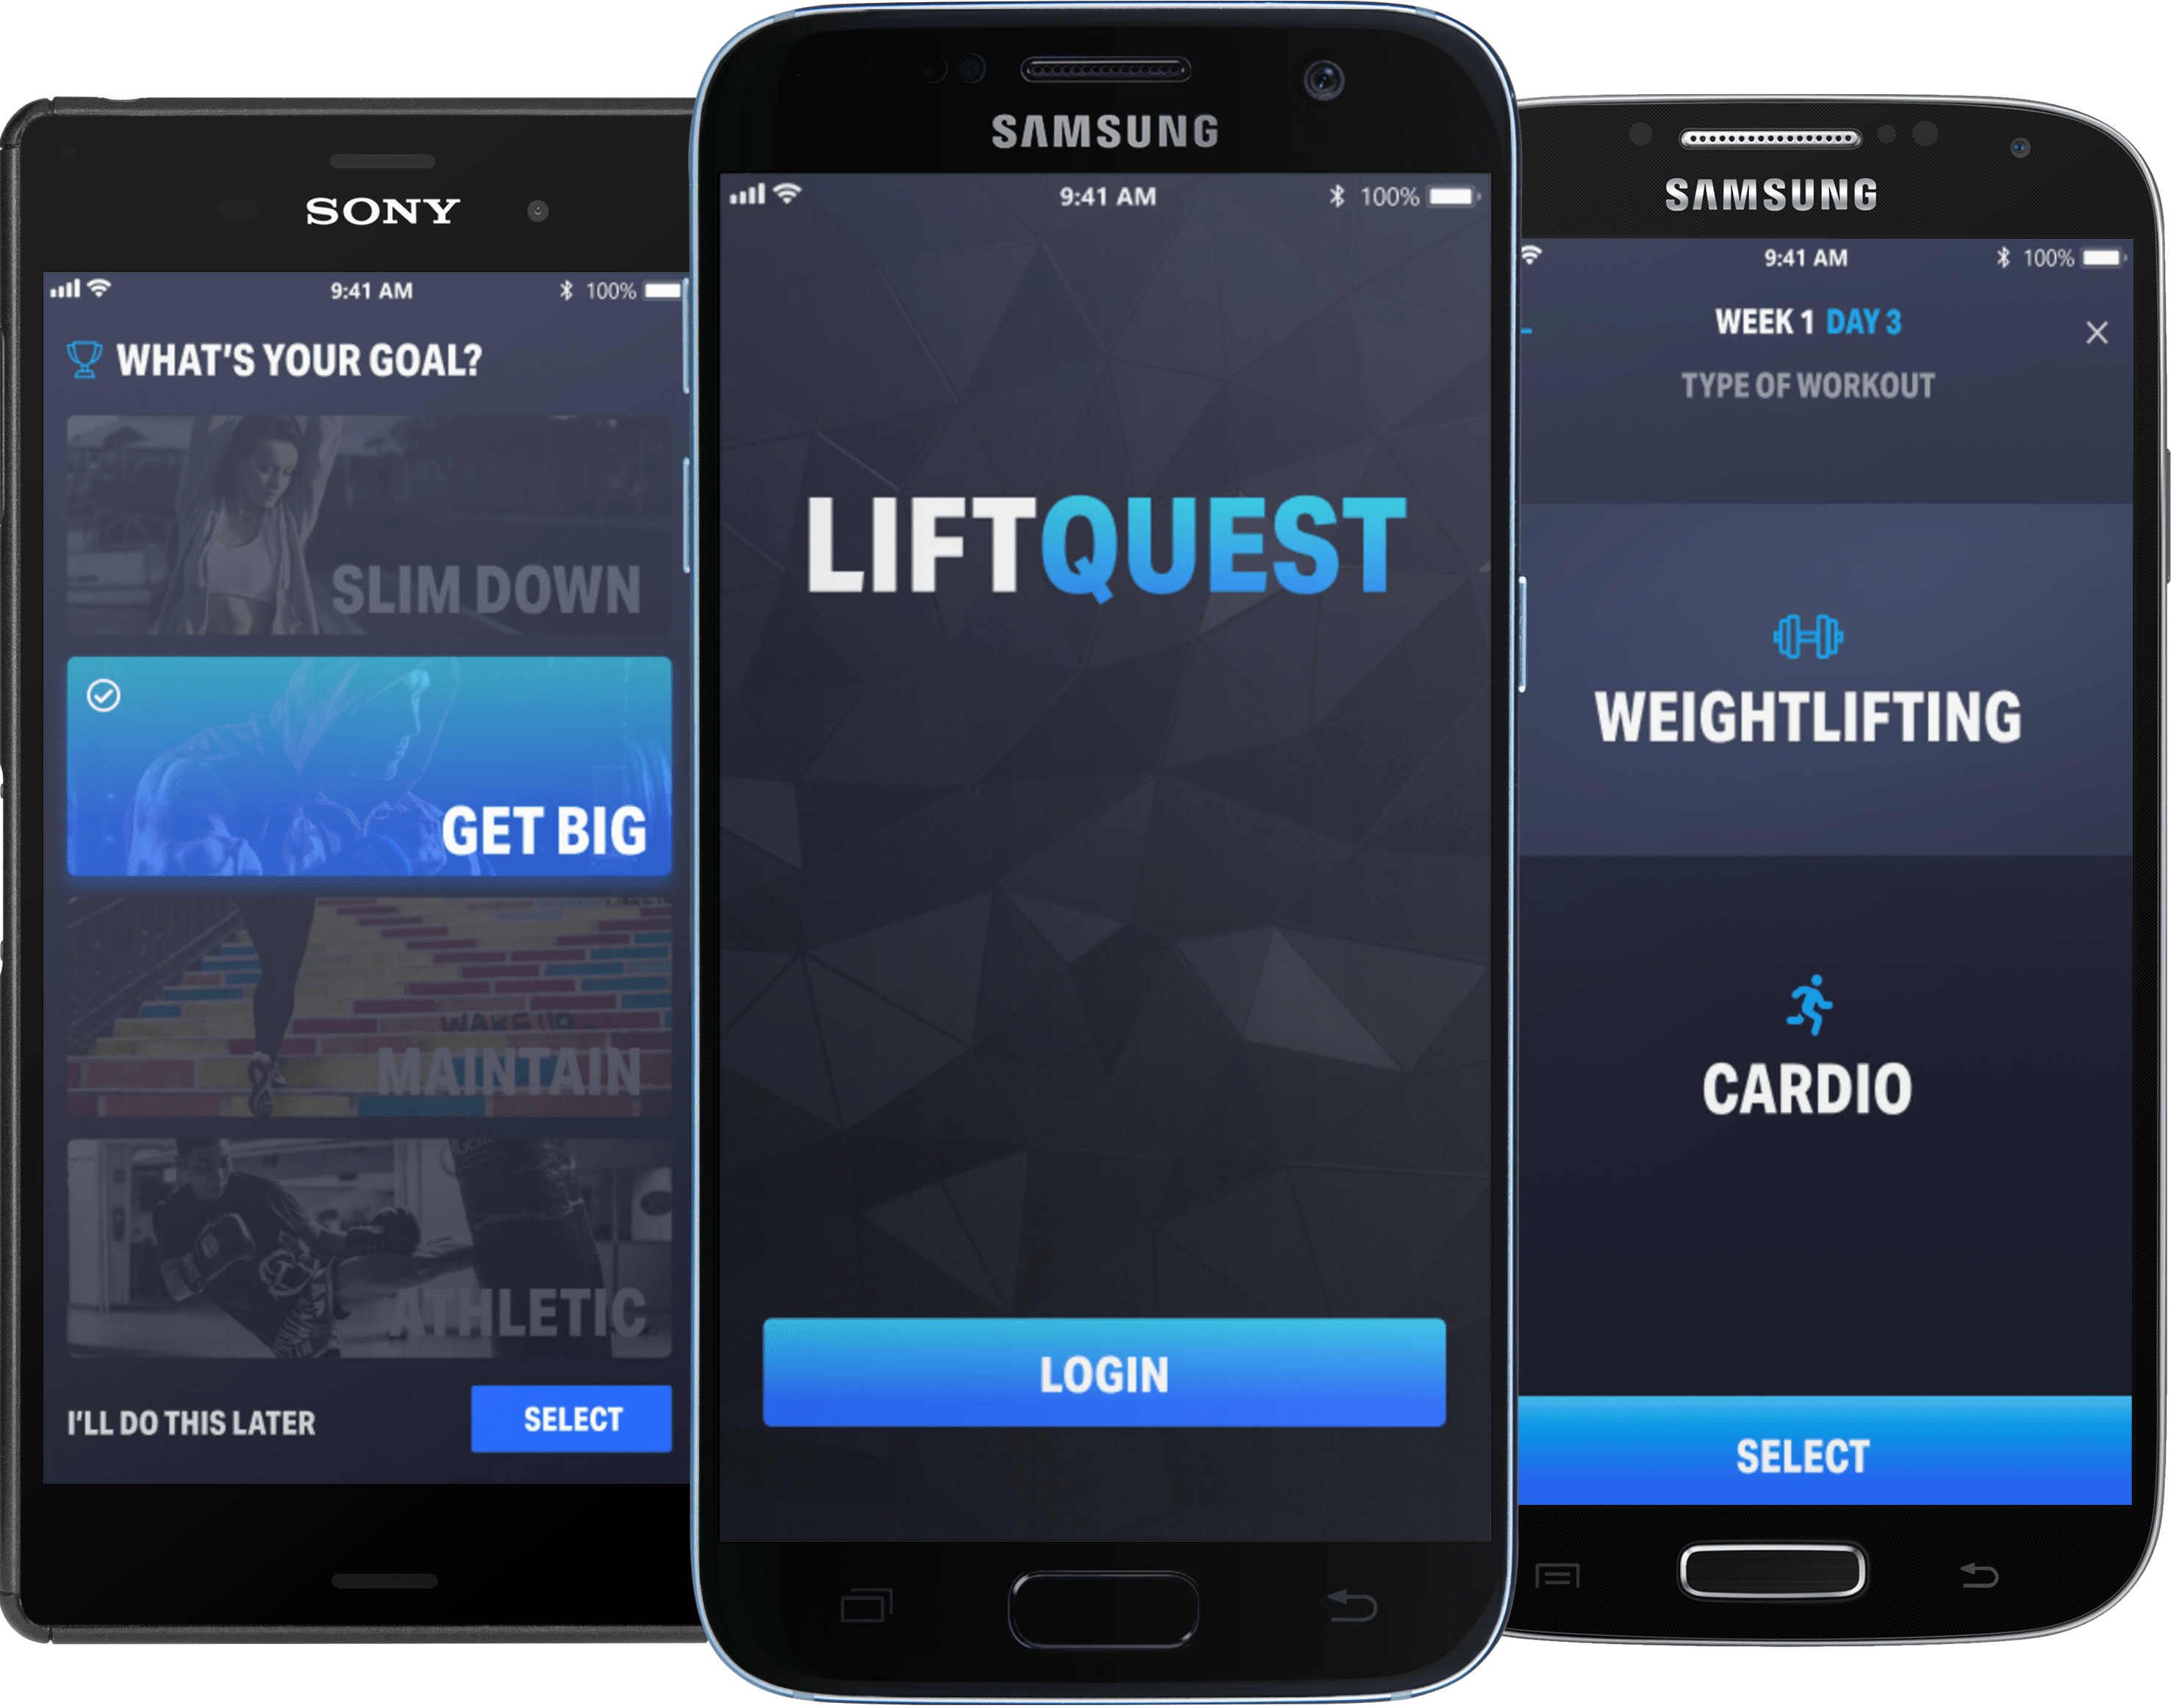 SONY
9:41 AM
100%
WHAT'S YOUR GOAL?
SLIM DOWN
GET BIG
WAKE UP
MAINTAIN
ATHLETIC
I'LL DO THIS LATER
SELECT
SAMSUNG
9:41 AM
100%
LIFTQUEST
LOGIN
SAMSUNG
9:41 AM
100%
WEEK 1 DAY 3
TYPE OF WORKOUT
WEIGHTLIFTING
CARDIO
SELECT